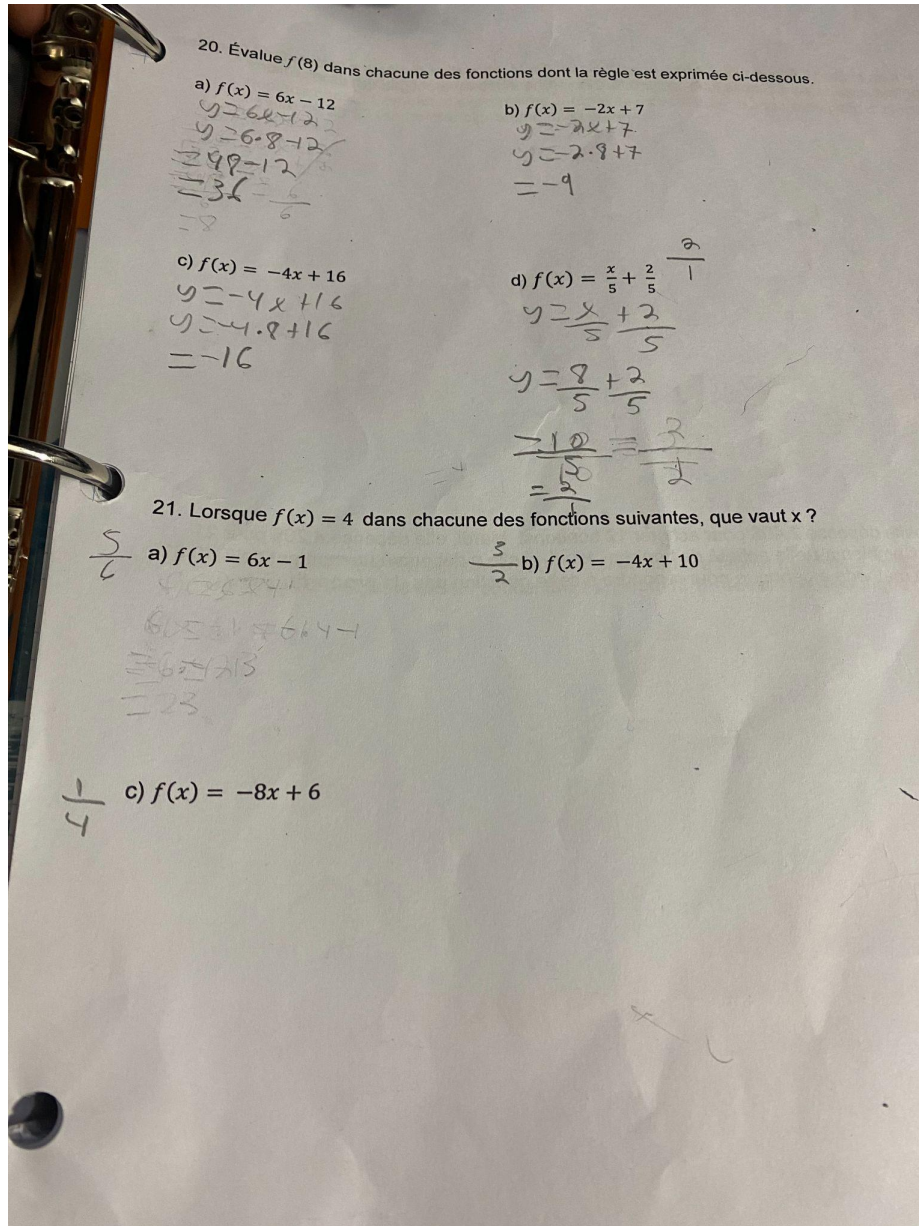 20. Évalue f(8) dans chacune des fonctions dont la règle est exprimée ci-dessous.
a) f(x) = 6x − 12
y=6x-12
y=6·8-12
=48-12
=36
=8
b) f(x) = −2x + 7
y=-2x+7
y=-2·8+7
=-9
c) f(x) = −4x + 16
y=-4x+16
y=-4·8+16
=-16
d) f(x) = x/5 + 2/5
2/1
y=x/5+2/5
y=8/5+2/5
=10/5
=2/1
21. Lorsque f(x) = 4 dans chacune des fonctions suivantes, que vaut x ?
5/6 a) f(x) = 6x − 1
=23
3/2 b) f(x) = −4x + 10
1/4 c) f(x) = −8x + 6